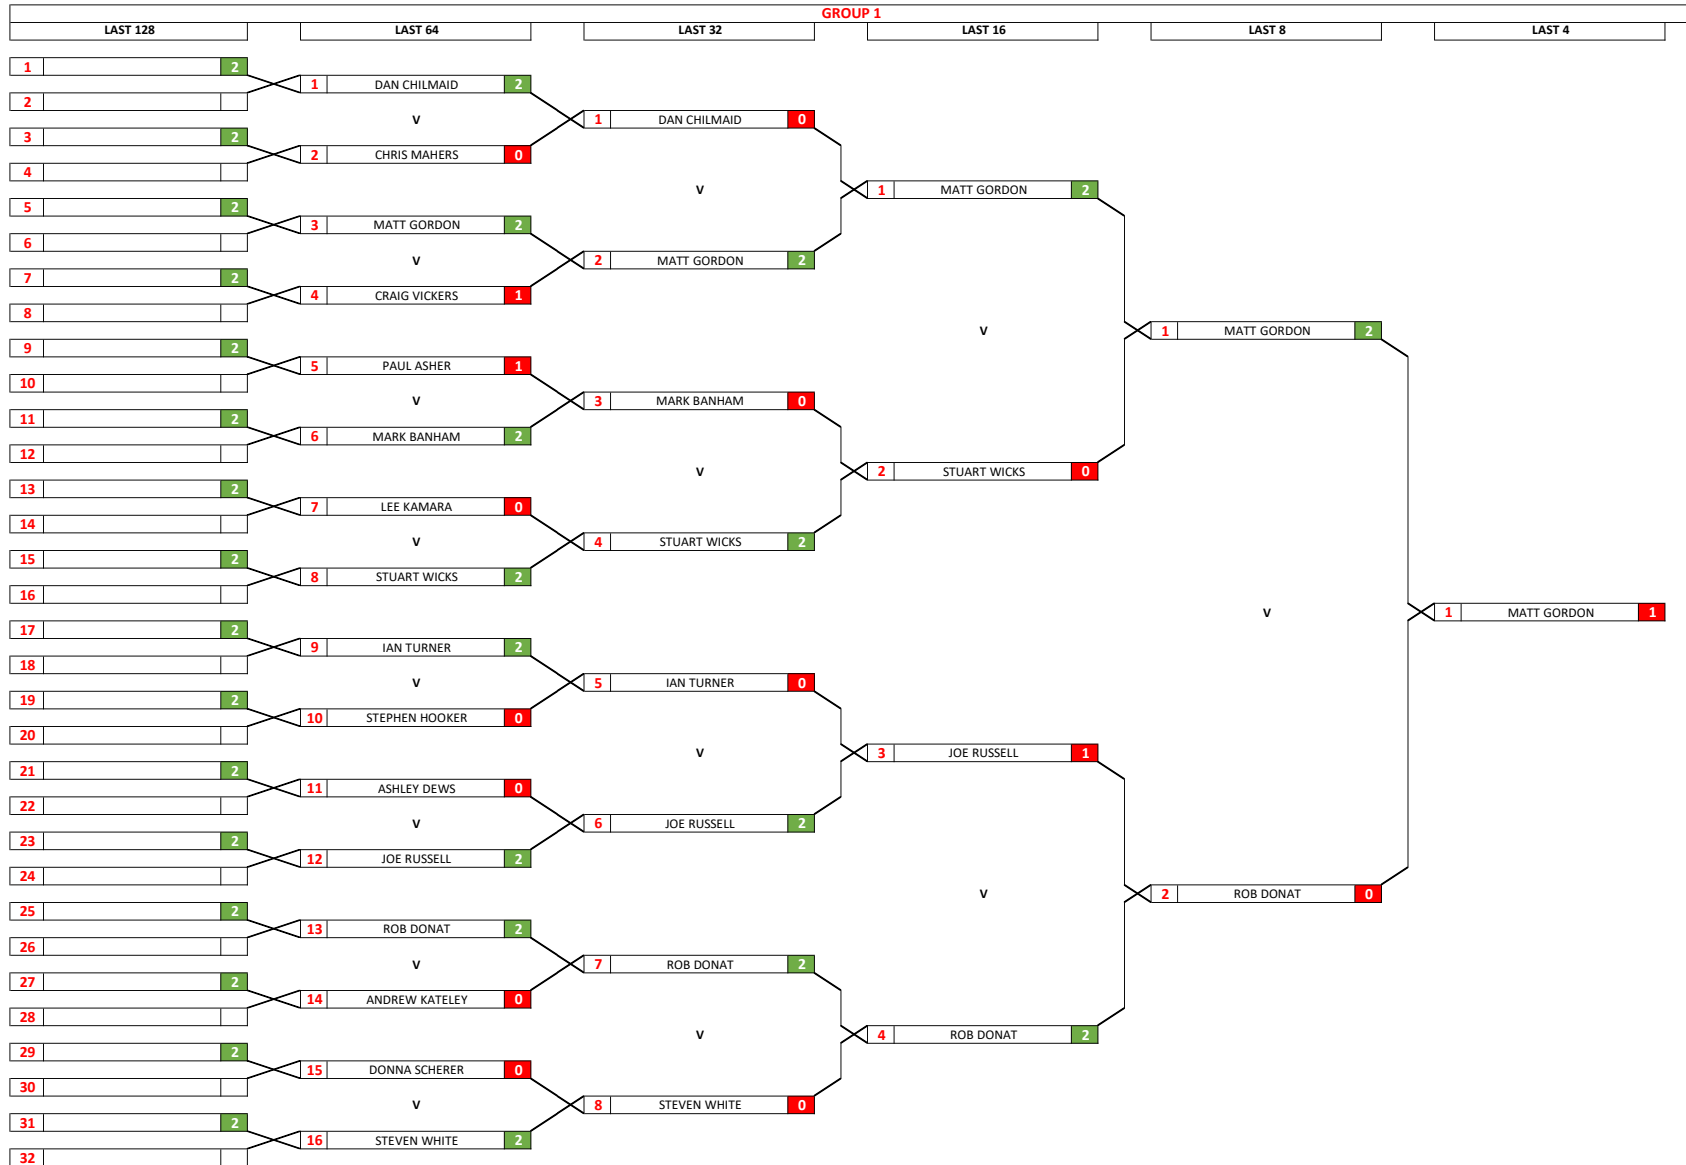 GROUP 1
LAST 128 LAST 64 LAST 32 LAST 16 LAST 8 LAST 4
1 2
1 DAN CHILMAID 2
2
V
1 DAN CHILMAID 0
3 2
2 CHRIS MAHERS 0
4
V
1 MATT GORDON 2
5 2
3 MATT GORDON 2
6
V
2 MATT GORDON 2
7 2
4 CRAIG VICKERS 1
8
V
1 MATT GORDON 2
9 2
5 PAUL ASHER 1
10
V
3 MARK BANHAM 0
11 2
6 MARK BANHAM 2
12
V
2 STUART WICKS 0
13 2
7 LEE KAMARA 0
14
V
4 STUART WICKS 2
15 2
8 STUART WICKS 2
16
V
1 MATT GORDON 1
17 2
9 IAN TURNER 2
18
V
5 IAN TURNER 0
19 2
10 STEPHEN HOOKER 0
20
V
3 JOE RUSSELL 1
21 2
11 ASHLEY DEWS 0
22
V
6 JOE RUSSELL 2
23 2
12 JOE RUSSELL 2
24
V
2 ROB DONAT 0
25 2
13 ROB DONAT 2
26
V
7 ROB DONAT 2
27 2
14 ANDREW KATELEY 0
28
V
4 ROB DONAT 2
29 2
15 DONNA SCHERER 0
30
V
8 STEVEN WHITE 0
31 2
16 STEVEN WHITE 2
32